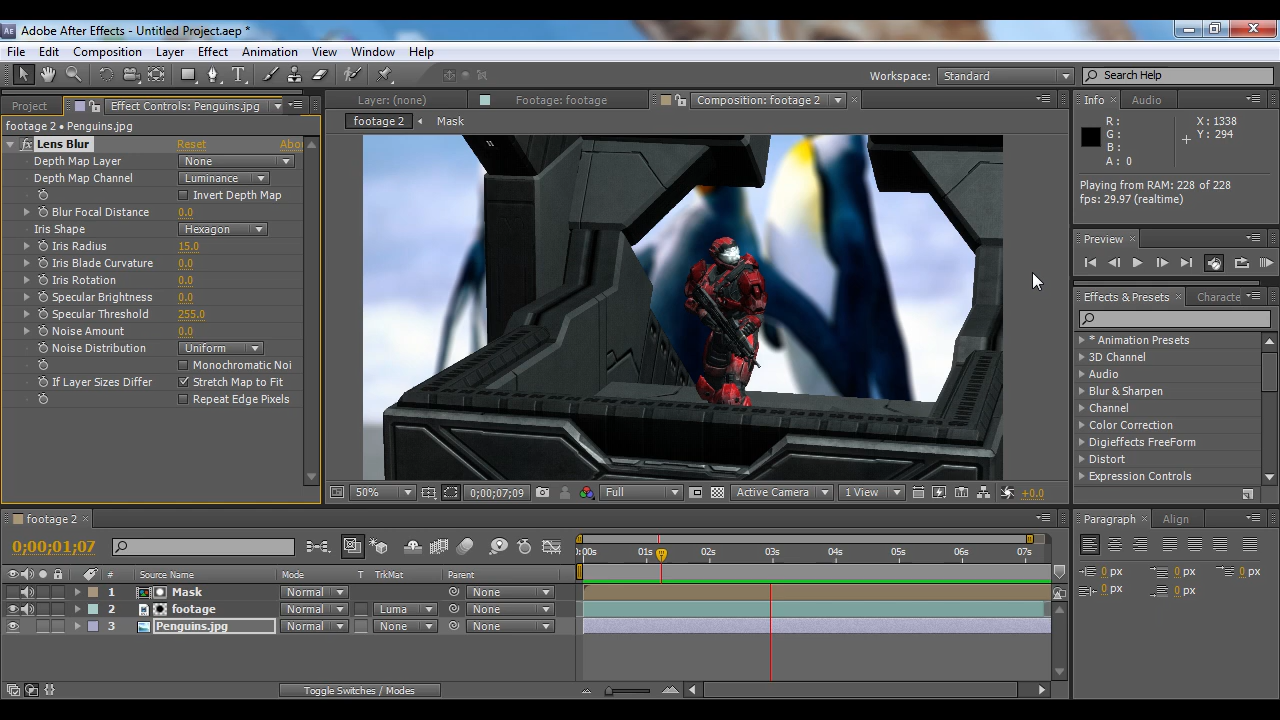 Adobe After Effects - Untitled Project.aep *
File Edit Composition Layer Effect Animation View Window Help
Workspace: Standard Search Help
Project Effect Controls: Penguins.jpg
Layer: (none) Footage: footage Composition: footage 2
Info Audio
footage 2 • Penguins.jpg
footage 2 Mask
R : X : 1338
G : Y : 294
B :
A : 0
Playing from RAM: 228 of 228
fps: 29.97 (realtime)
fx Lens Blur Reset Abou
Depth Map Layer None
Depth Map Channel Luminance
Invert Depth Map
Blur Focal Distance 0.0
Iris Shape Hexagon
Iris Radius 15.0
Iris Blade Curvature 0.0
Iris Rotation 0.0
Specular Brightness 0.0
Specular Threshold 255.0
Noise Amount 0.0
Noise Distribution Uniform
Monochromatic Noi
If Layer Sizes Differ Stretch Map to Fit
Repeat Edge Pixels
Preview
Effects & Presets Characte
* Animation Presets
3D Channel
Audio
Blur & Sharpen
Channel
Color Correction
Digieffects FreeForm
Distort
Expression Controls
50% 0;00;07;09 Full Active Camera 1 View +0.0
footage 2
0;00;01;07
:00s 01s 02s 03s 04s 05s 06s 07s
# Source Name Mode T TrkMat Parent
1 Mask Normal None
2 footage Normal Luma None
3 Penguins.jpg Normal None None
Toggle Switches / Modes
Paragraph Align
0 px 0 px 0 px
0 px 0 px